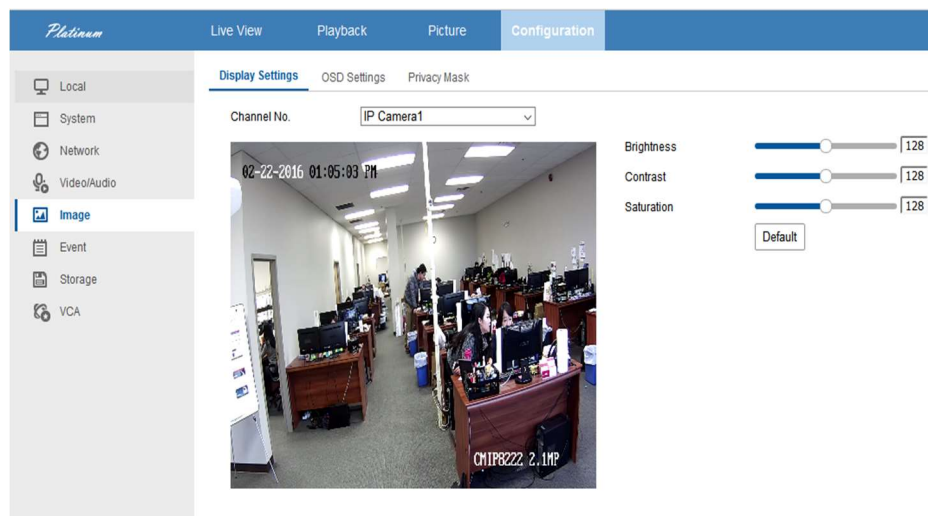 Platinum
Live View
Playback
Picture
Configuration
Local
System
Network
Video/Audio
Image
Event
Storage
VCA
Display Settings
OSD Settings
Privacy Mask
Channel No.
IP Camera1
02-22-2016 01:05:03 PM
CMIP8222 2.1MP
Brightness
128
Contrast
128
Saturation
128
Default